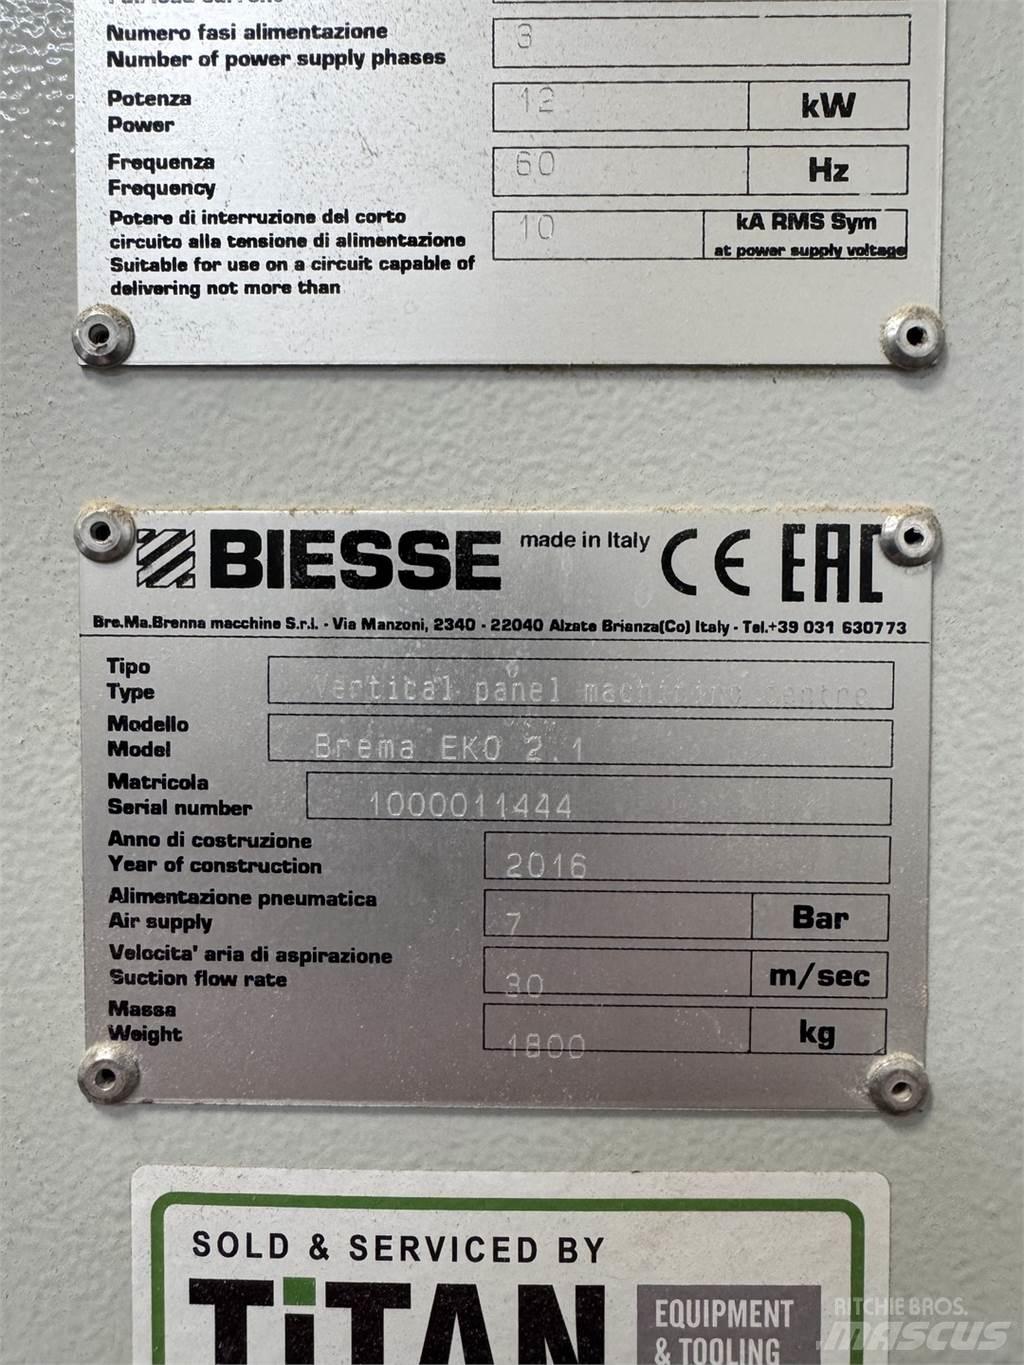 Numero fasi alimentazione
Number of power supply phases
3
Potenza
Power
12
kW
Frequenza
Frequency
60
Hz
Potere di interruzione del corto
circuito alla tensione di alimentazione
Suitable for use on a circuit capable of
delivering not more than
10
kA RMS Sym
at power supply voltage
BIESSE
made in Italy
CE EAC
Bre.Ma.Brenna macchine S.r.l. - Via Manzoni, 2340 - 22040 Alzate Brianza(Co) Italy - Tel.+39 031 630773
Tipo
Type
Vertical panel machining centre
Modello
Model
Brema EKO 2.1
Matricola
Serial number
1000011444
Anno di costruzione
Year of construction
2016
Alimentazione pneumatica
Air supply
7
Bar
Velocita' aria di aspirazione
Suction flow rate
30
m/sec
Massa
Weight
1800
kg
SOLD & SERVICED BY
TiTAN
EQUIPMENT
& TOOLING
RITCHIE BROS.
MASCUS